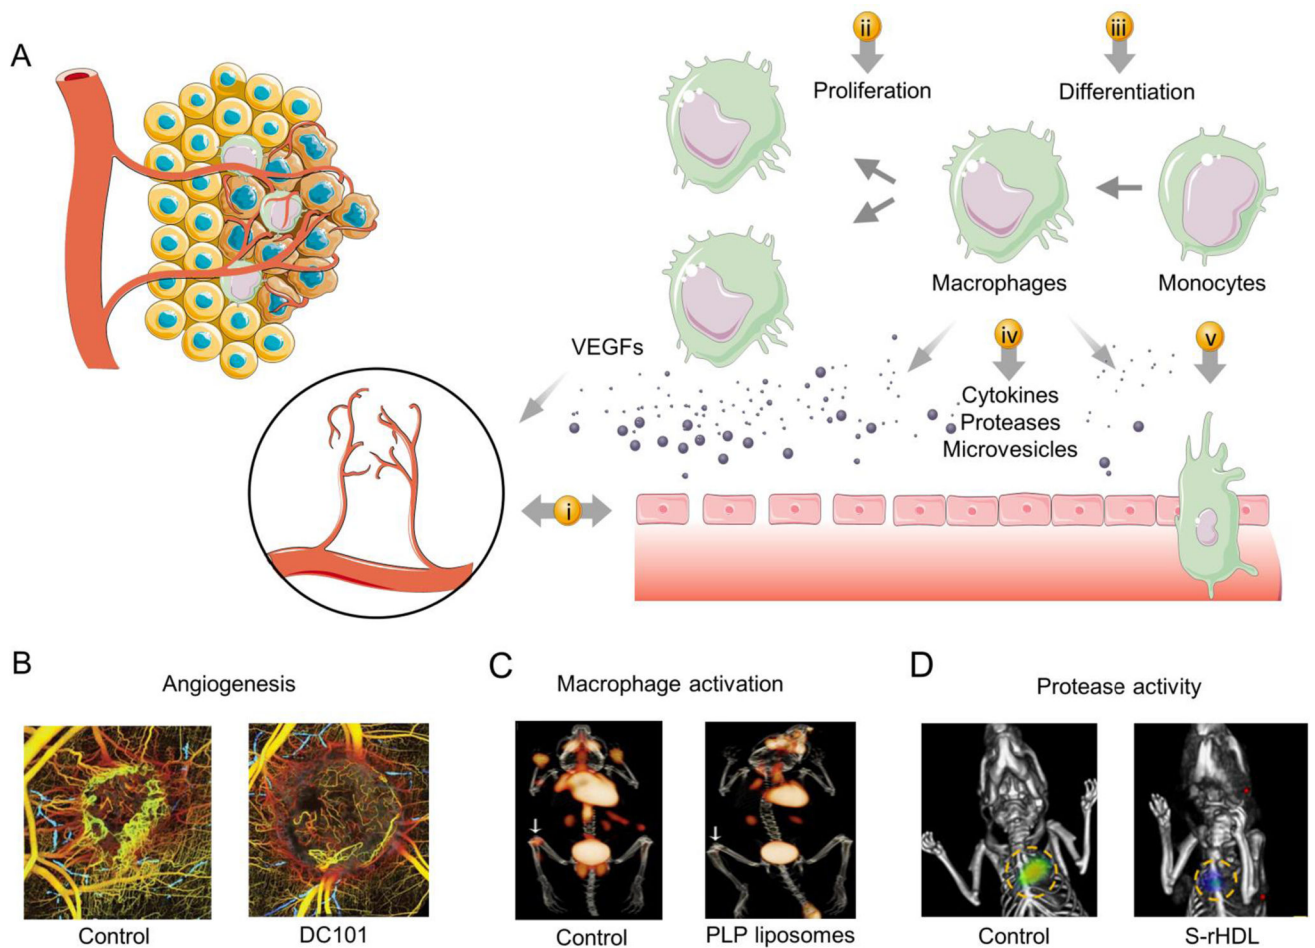 A
ii
iii
Proliferation
Differentiation
Macrophages
Monocytes
VEGFs
iv
v
Cytokines
Proteases
Microvesicles
i
B
Angiogenesis
Control
DC101
C
Macrophage activation
Control
PLP liposomes
D
Protease activity
Control
S-rHDL